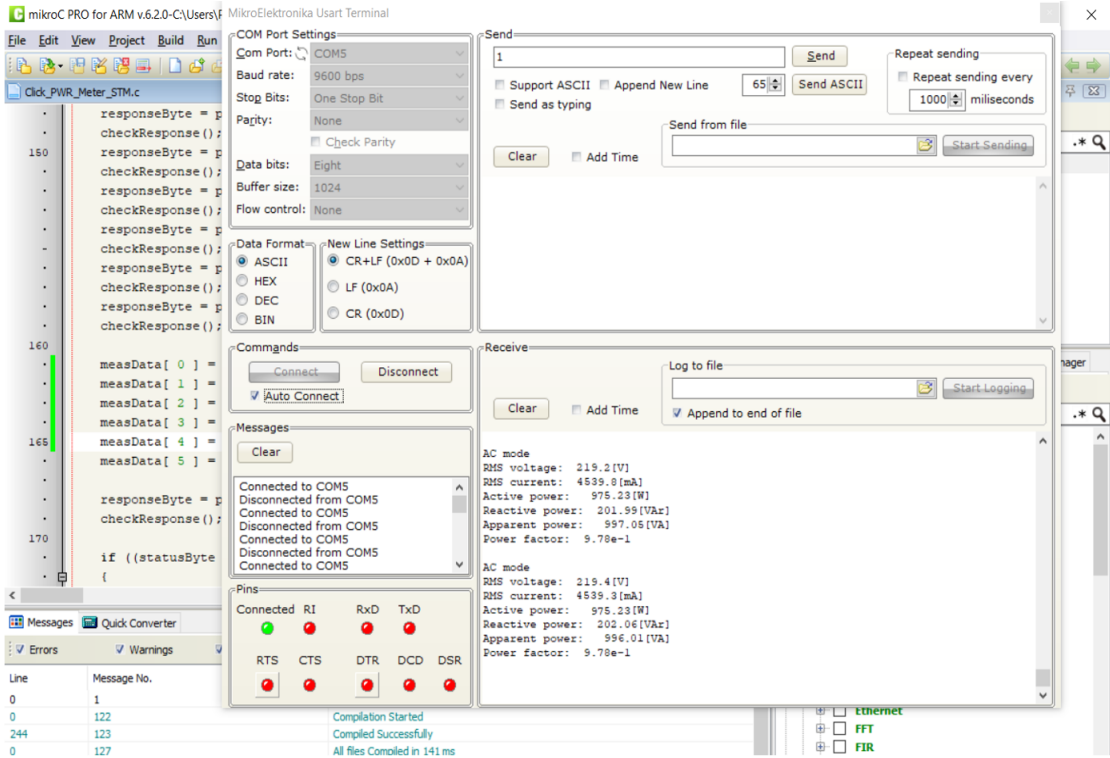 mikroC PRO for ARM v.6.2.0-C:\Users\
MikroElektronika Usart Terminal
File Edit View Project Build Run
Click_PWR_Meter_STM.c
responseByte = p
checkResponse();
150 responseByte = p
checkResponse();
responseByte = p
checkResponse();
responseByte = p
checkResponse();
responseByte = p
checkResponse();
responseByte = p
checkResponse();
160
measData[ 0 ] =
measData[ 1 ] =
measData[ 2 ] =
measData[ 3 ] =
165 measData[ 4 ] =
measData[ 5 ] =
responseByte = p
checkResponse();
170
if ((statusByte
{
COM Port Settings
Com Port: COM5
Baud rate: 9600 bps
Stop Bits: One Stop Bit
Parity: None
Check Parity
Data bits: Eight
Buffer size: 1024
Flow control: None
Data Format
ASCII
HEX
DEC
BIN
New Line Settings
CR+LF (0x0D + 0x0A)
LF (0x0A)
CR (0x0D)
Commands
Connect Disconnect
Auto Connect
Messages
Clear
Connected to COM5
Disconnected from COM5
Connected to COM5
Disconnected from COM5
Connected to COM5
Disconnected from COM5
Connected to COM5
Pins
Connected RI RxD TxD
RTS CTS DTR DCD DSR
Send
1 Send
Support ASCII Append New Line 65 Send ASCII
Send as typing
Repeat sending
Repeat sending every
1000 miliseconds
Send from file
Start Sending
Clear Add Time
Receive
Log to file
Start Logging
Append to end of file
Clear Add Time
AC mode
RMS voltage: 219.2[V]
RMS current: 4539.8[mA]
Active power: 975.23[W]
Reactive power: 201.99[VAr]
Apparent power: 997.05[VA]
Power factor: 9.78e-1
AC mode
RMS voltage: 219.4[V]
RMS current: 4539.3[mA]
Active power: 975.23[W]
Reactive power: 202.06[VAr]
Apparent power: 996.01[VA]
Power factor: 9.78e-1
.*
nager
.*
Messages Quick Converter
Errors Warnings
Line Message No.
0 1
0 122 Compilation Started
244 123 Compiled Successfully
0 127 All files Compiled in 141 ms
Ethernet
FFT
FIR